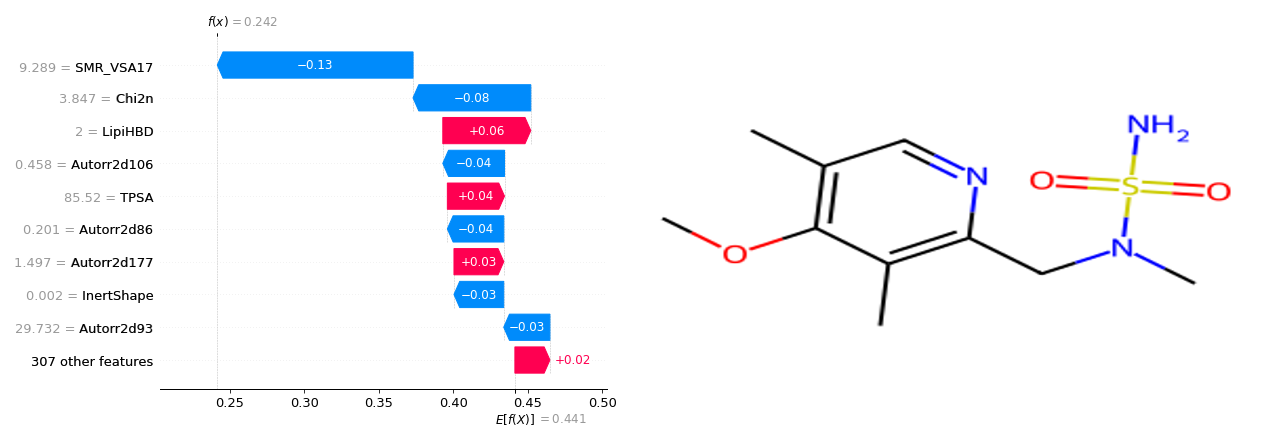 f(x) = 0.242
9.289 = SMR_VSA17
−0.13
3.847 = Chi2n
−0.08
2 = LipiHBD
+0.06
0.458 = Autorr2d106
−0.04
85.52 = TPSA
+0.04
0.201 = Autorr2d86
−0.04
1.497 = Autorr2d177
+0.03
0.002 = InertShape
−0.03
29.732 = Autorr2d93
−0.03
307 other features
+0.02
0.25 0.30 0.35 0.40 0.45 0.50
E[f(X)] = 0.441
NH2
N
O S O
O N